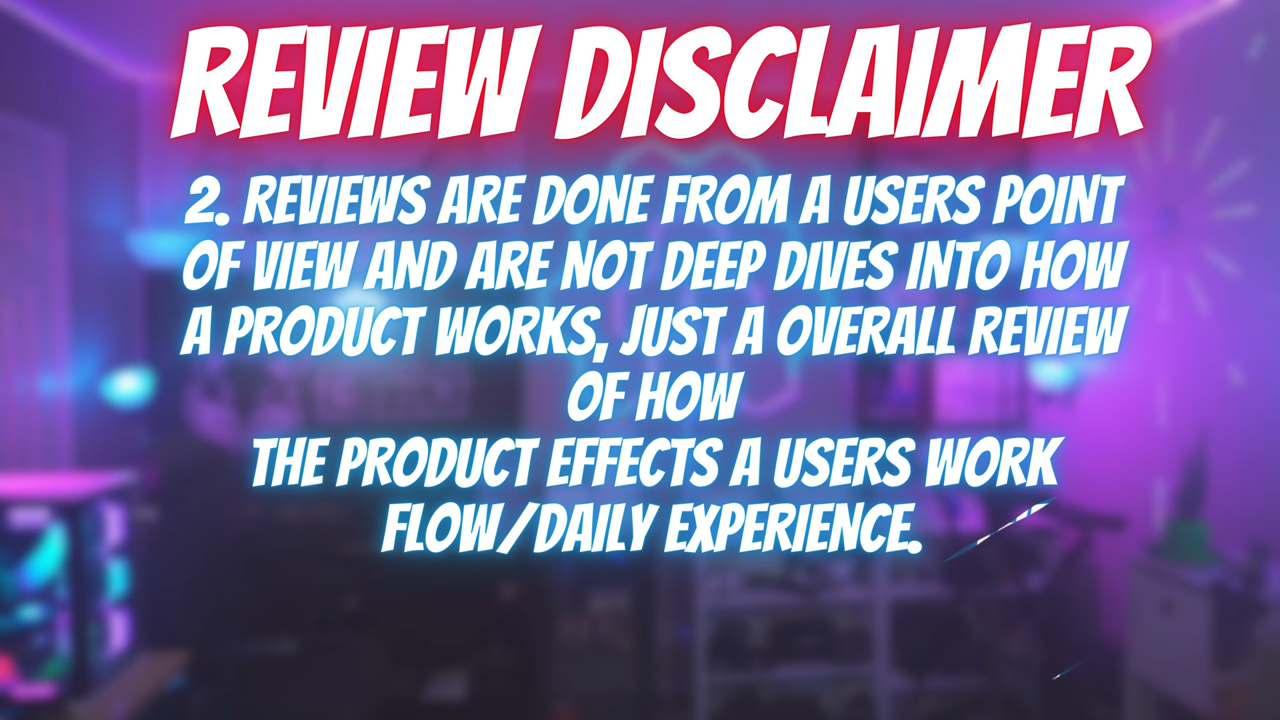 REVIEW DISCLAIMER
2. REVIEWS ARE DONE FROM A USERS POINT
OF VIEW AND ARE NOT DEEP DIVES INTO HOW
A PRODUCT WORKS, JUST A OVERALL REVIEW
OF HOW
THE PRODUCT EFFECTS A USERS WORK
FLOW/DAILY EXPERIENCE.